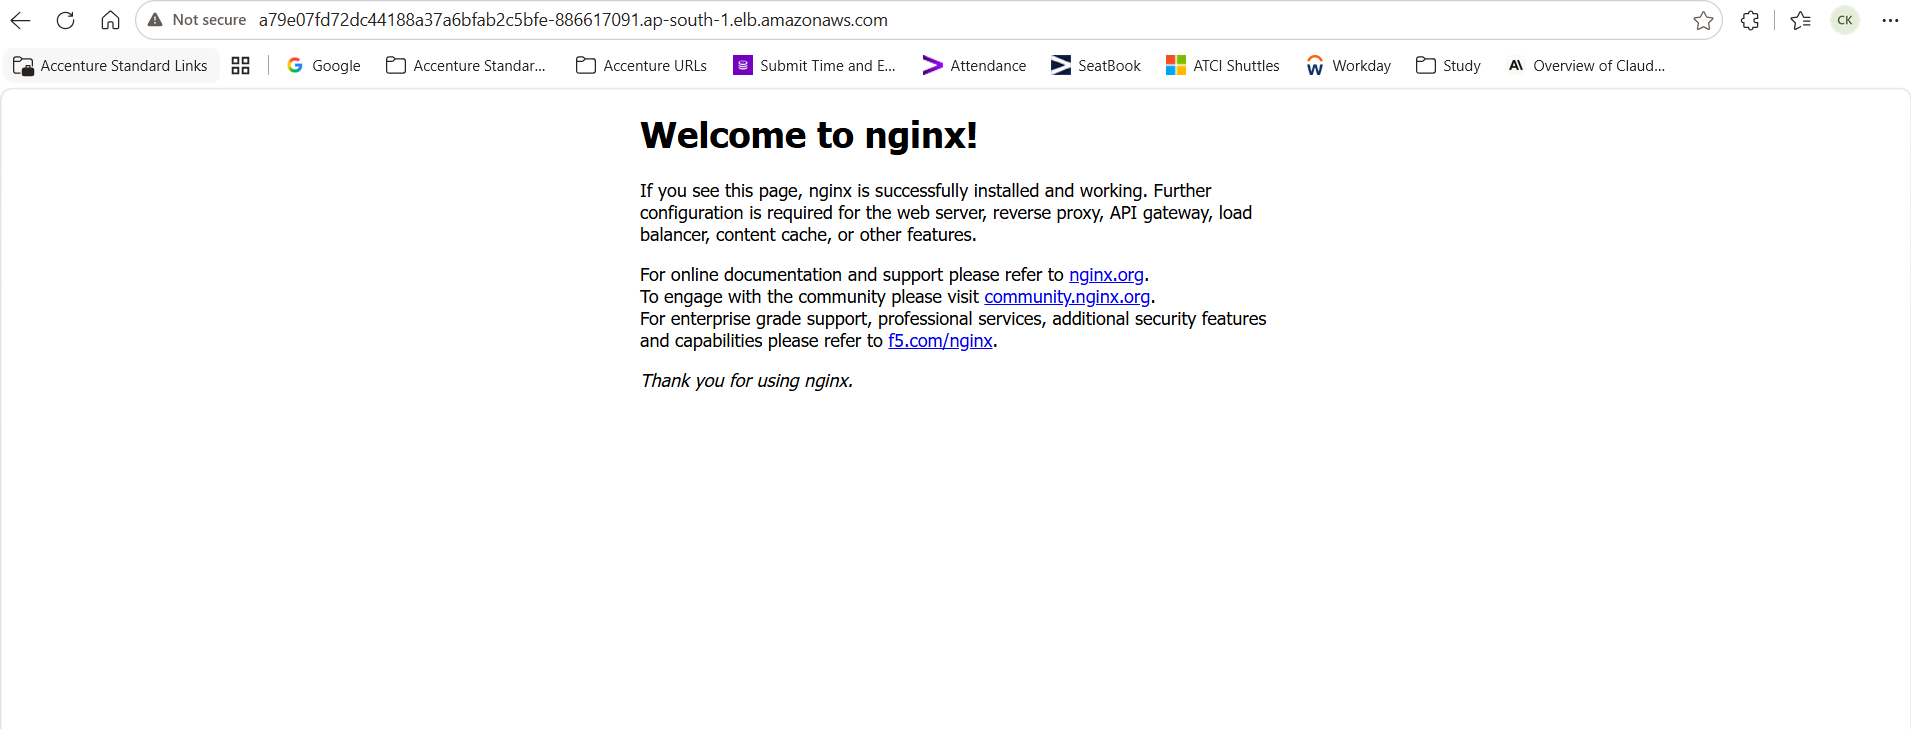 Not secure a79e07fd72dc44188a37a6bfab2c5bfe-886617091.ap-south-1.elb.amazonaws.com CK
Accenture Standard Links Google Accenture Standar... Accenture URLs Submit Time and E... Attendance SeatBook ATCI Shuttles Workday Study Overview of Claud...
Welcome to nginx!
If you see this page, nginx is successfully installed and working. Further
configuration is required for the web server, reverse proxy, API gateway, load
balancer, content cache, or other features.
For online documentation and support please refer to nginx.org.
To engage with the community please visit community.nginx.org.
For enterprise grade support, professional services, additional security features
and capabilities please refer to f5.com/nginx.
Thank you for using nginx.